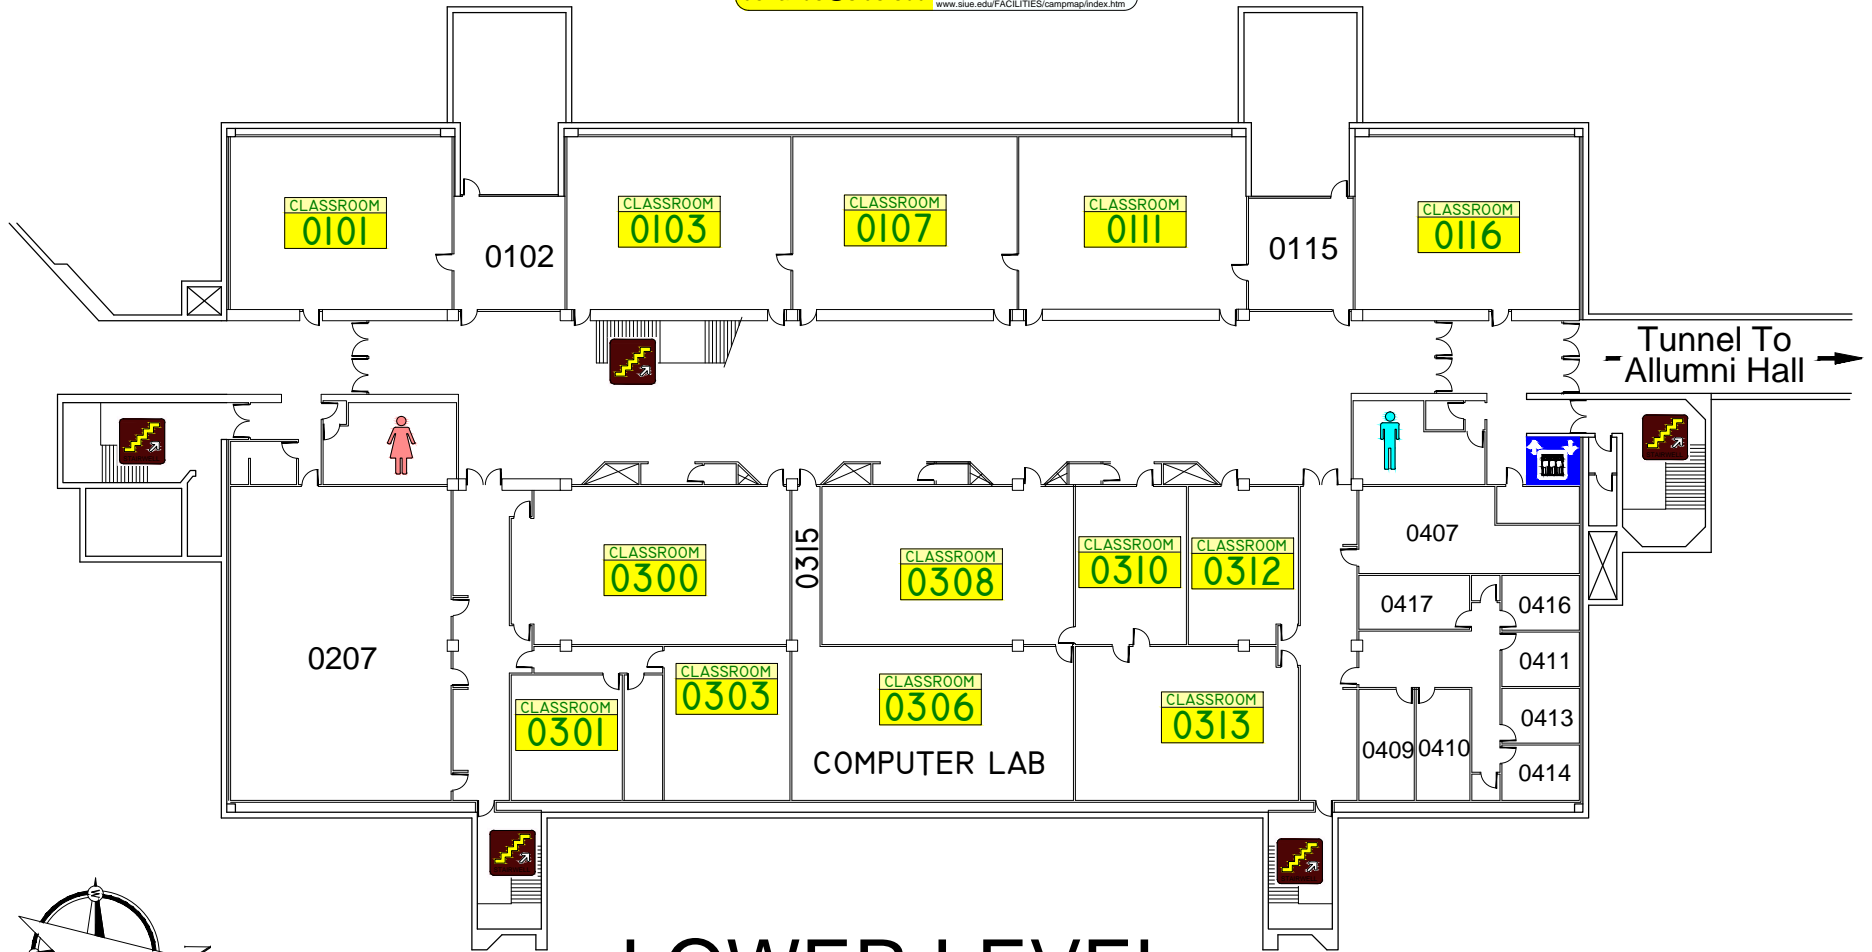 www.siue.edu/FACILITIES/campmap/index.htm
CLASSROOM
0101
0102
CLASSROOM
0103
CLASSROOM
0107
CLASSROOM
0111
0115
CLASSROOM
0116
Tunnel To
Allumni Hall
CLASSROOM
0300
0315
CLASSROOM
0308
CLASSROOM
0310
CLASSROOM
0312
0407
0417
0416
0207
0411
CLASSROOM
0301
CLASSROOM
0303
CLASSROOM
0306
COMPUTER LAB
CLASSROOM
0313
0413
0409
0410
0414
W
N
LOWER LEVEL